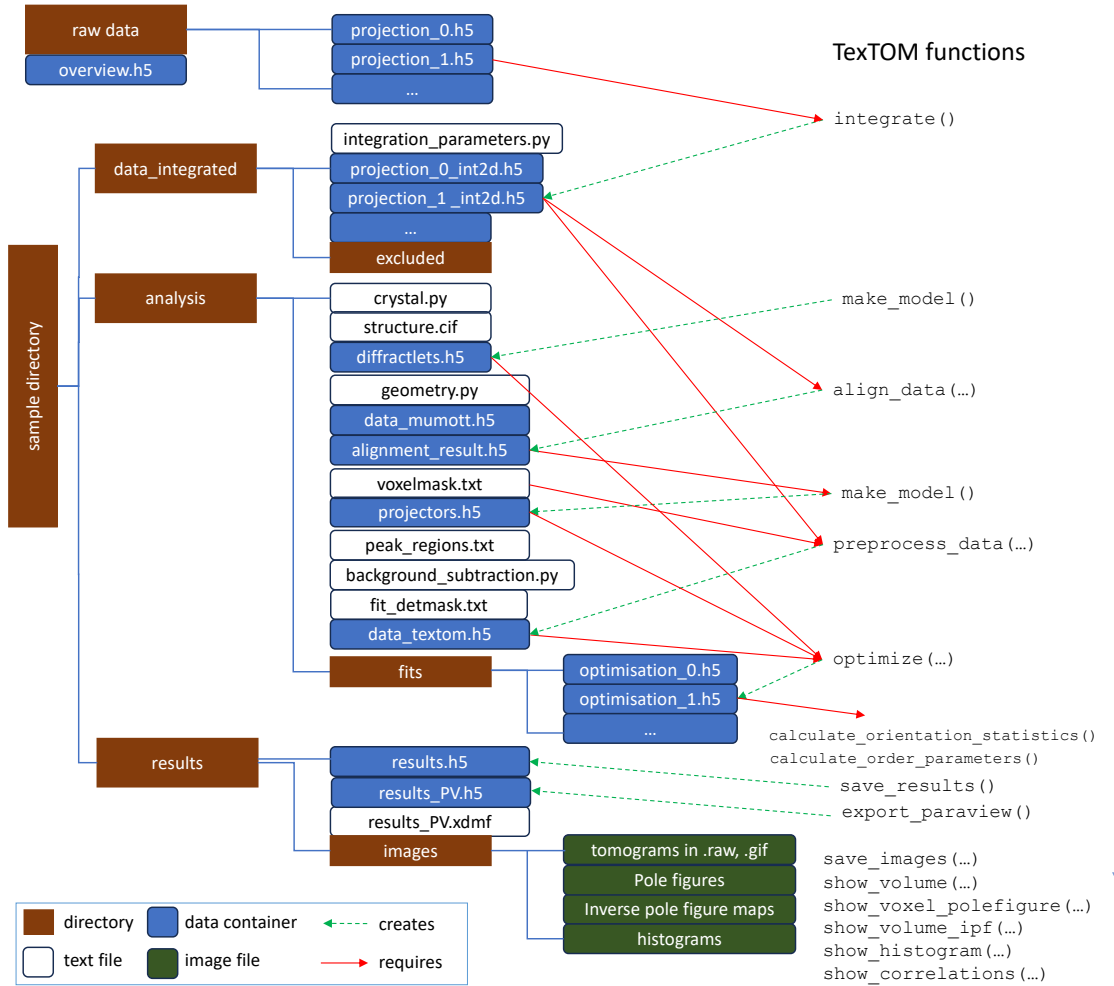 raw data
overview.h5
projection_0.h5
projection_1.h5
...
TexTOM functions
integrate()
sample directory
data_integrated
integration_parameters.py
projection_0_int2d.h5
projection_1 _int2d.h5
...
excluded
analysis
crystal.py
structure.cif
diffractlets.h5
geometry.py
data_mumott.h5
alignment_result.h5
voxelmask.txt
projectors.h5
peak_regions.txt
background_subtraction.py
fit_detmask.txt
data_textom.h5
fits
optimisation_0.h5
optimisation_1.h5
...
make_model()
align_data(…)
make_model()
preprocess_data(…)
optimize(…)
calculate_orientation_statistics()
calculate_order_parameters()
save_results()
export_paraview()
results
results.h5
results_PV.h5
results_PV.xdmf
images
tomograms in .raw, .gif
Pole figures
Inverse pole figure maps
histograms
save_images(…)
show_volume(…)
show_voxel_polefigure(…)
show_volume_ipf(…)
show_histogram(…)
show_correlations(…)
directory
data container
creates
text file
image file
requires